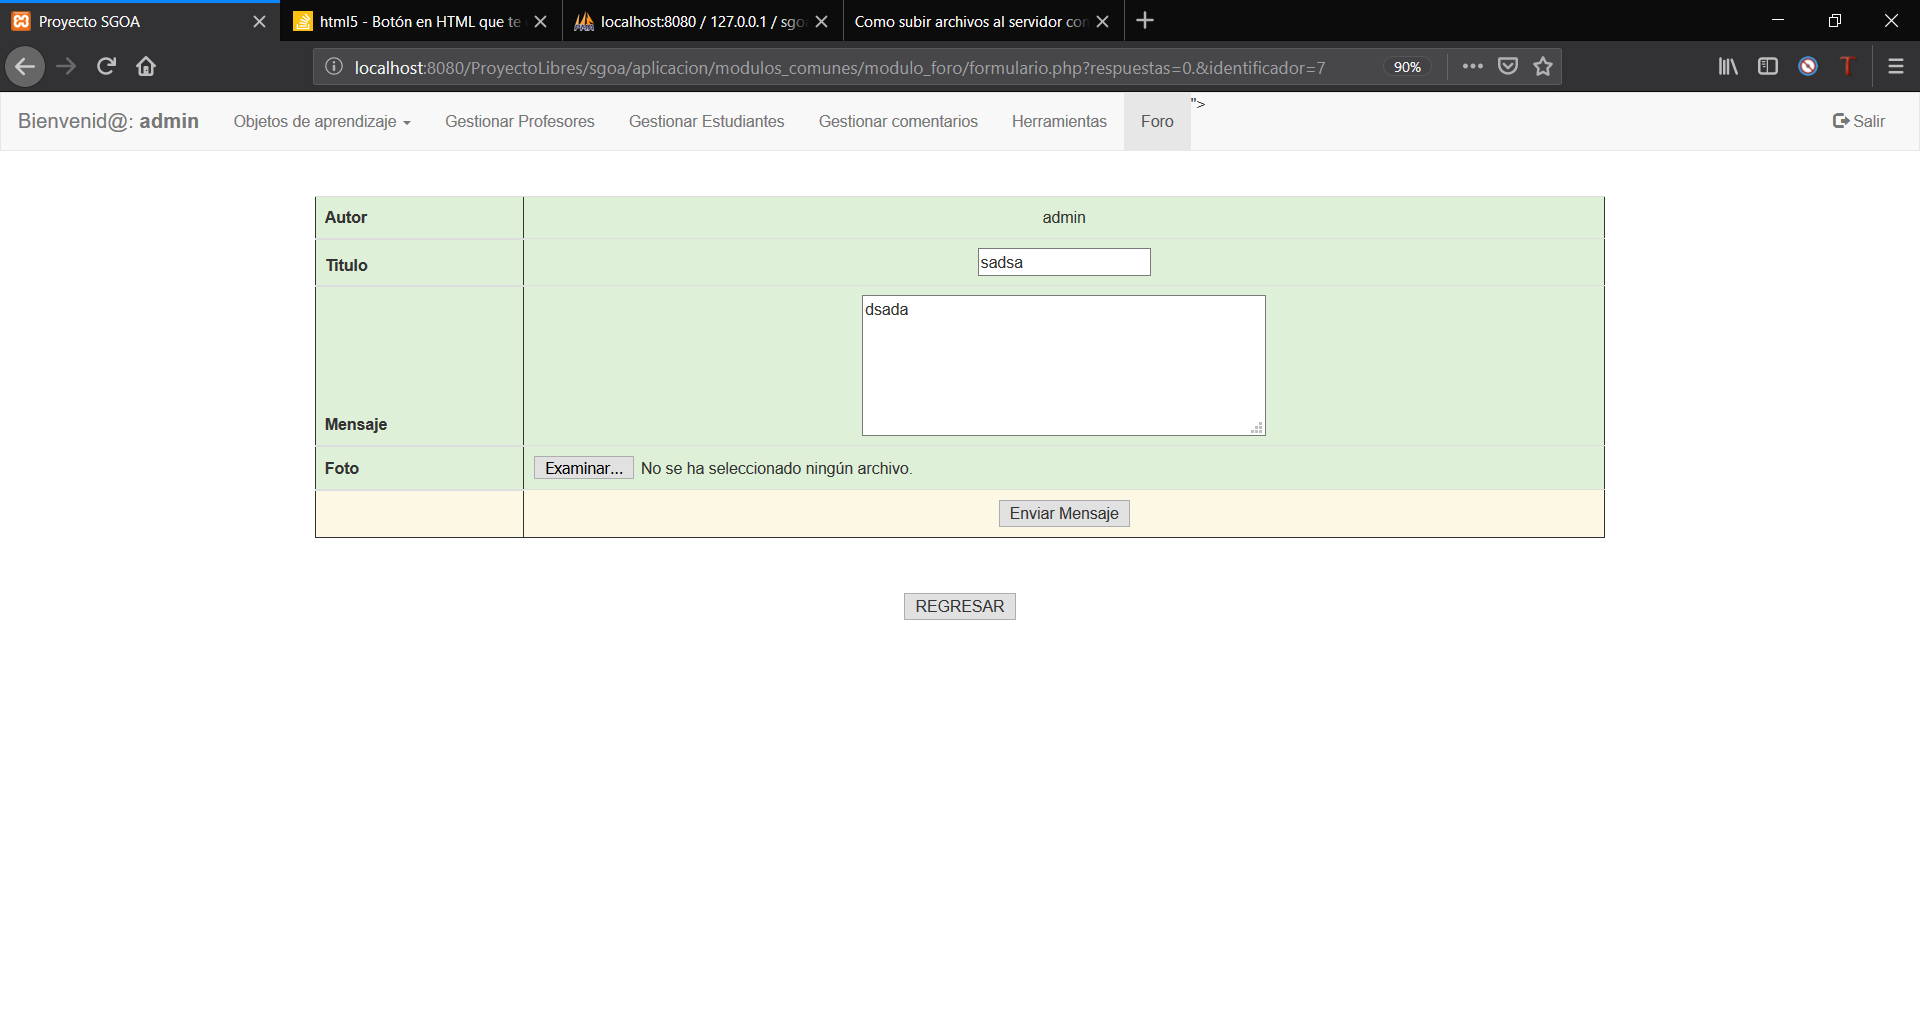 Proyecto SGOA
html5 - Botón en HTML que te
localhost:8080 / 127.0.0.1 / sgo
Como subir archivos al servidor con
localhost:8080/ProyectoLibres/sgoa/aplicacion/modulos_comunes/modulo_foro/formulario.php?respuestas=0.&identificador=7
90%
Bienvenid@: admin
Objetos de aprendizaje
Gestionar Profesores
Gestionar Estudiantes
Gestionar comentarios
Herramientas
Foro
">
Salir
Autor
admin
Titulo
sadsa
Mensaje
dsada
Foto
Examinar... No se ha seleccionado ningún archivo.
Enviar Mensaje
REGRESAR